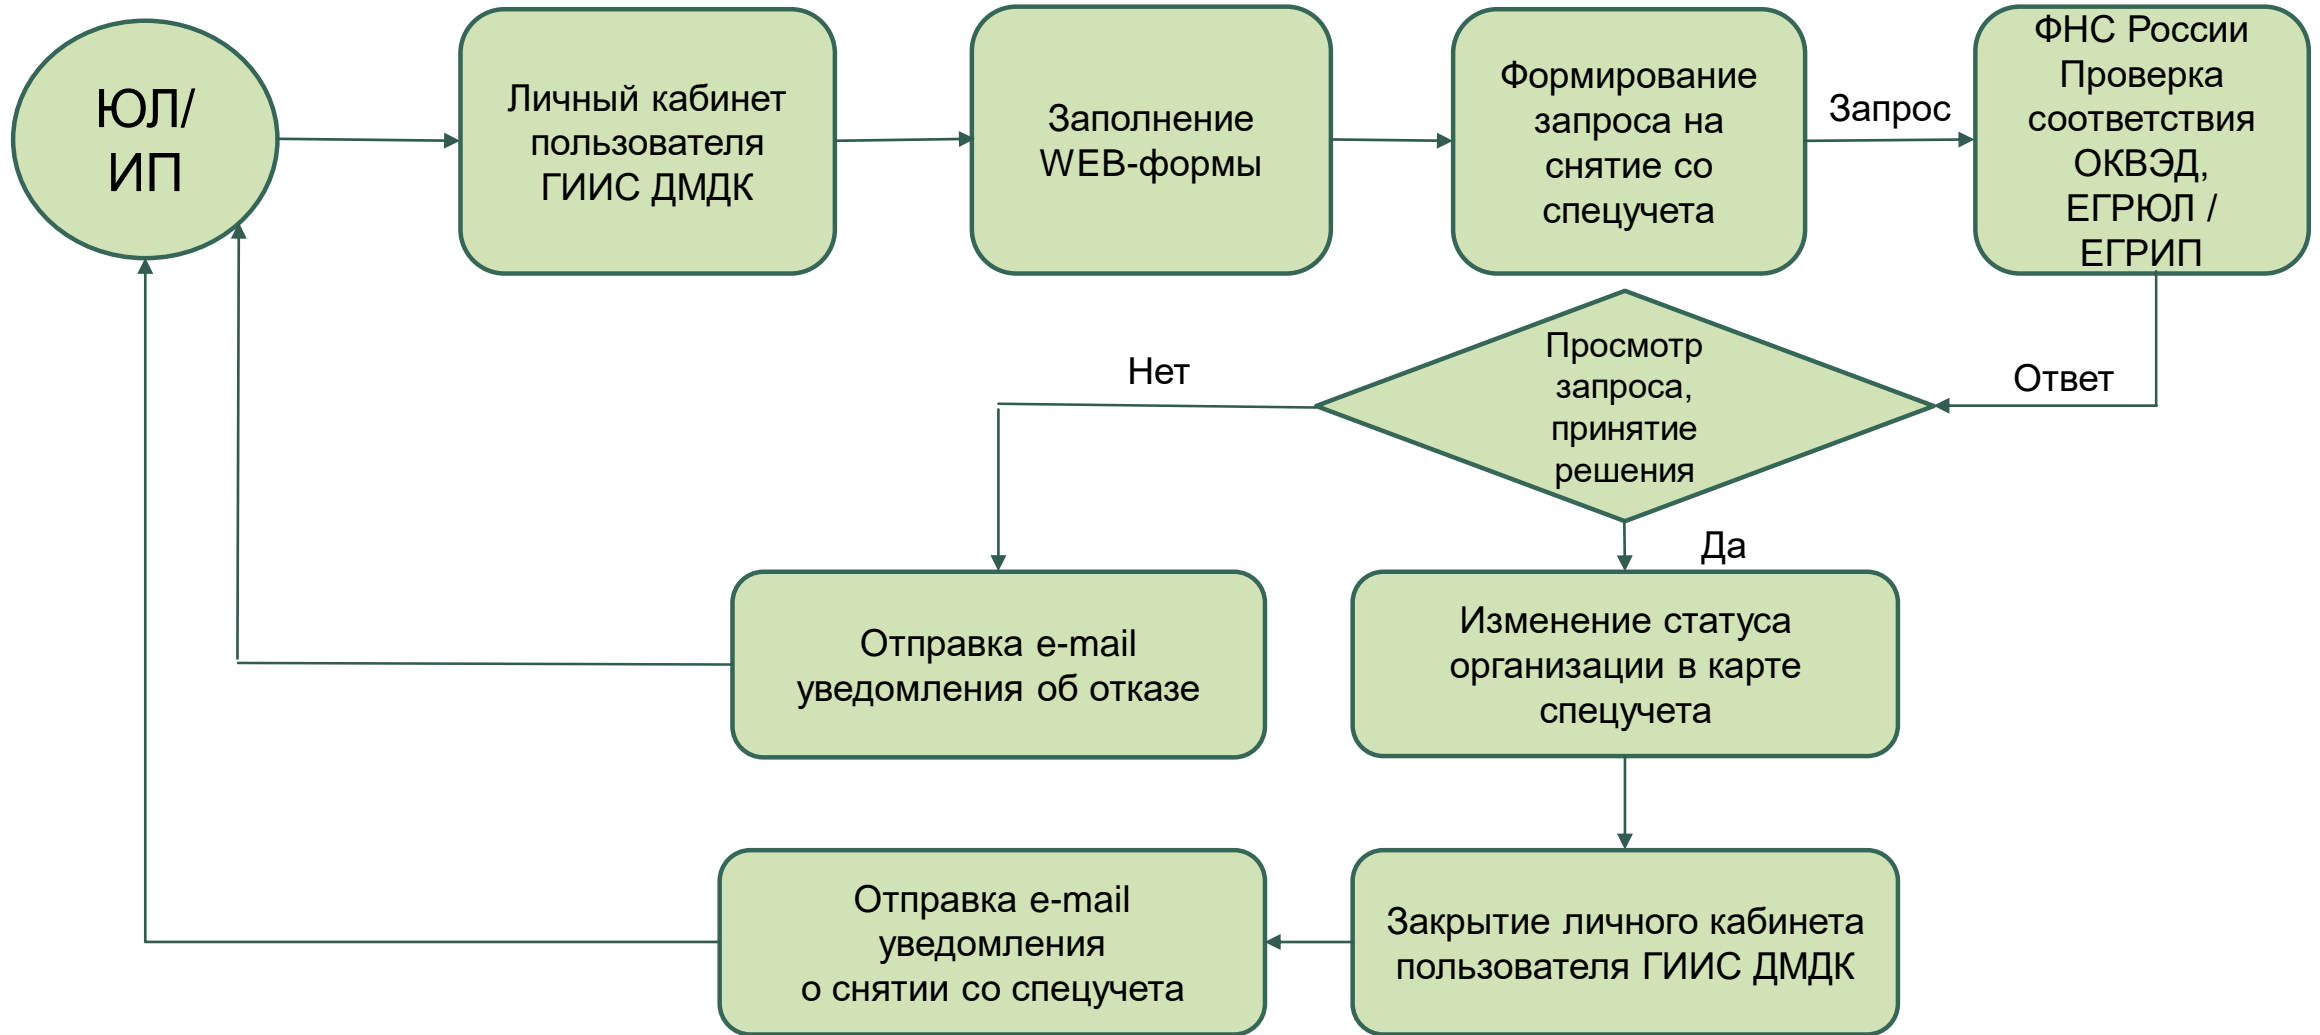 ЮЛ/
ИП
Личный кабинет
пользователя
ГИИС ДМДК
Заполнение
WEB-формы
Формирование
запроса на
снятие со
спецучета
Запрос
ФНС России
Проверка
соответствия
ОКВЭД,
ЕГРЮЛ /
ЕГРИП
Нет
Просмотр
запроса,
принятие
решения
Ответ
Да
Отправка e-mail
уведомления об отказе
Изменение статуса
организации в карте
спецучета
Отправка e-mail
уведомления
о снятии со спецучета
Закрытие личного кабинета
пользователя ГИИС ДМДК